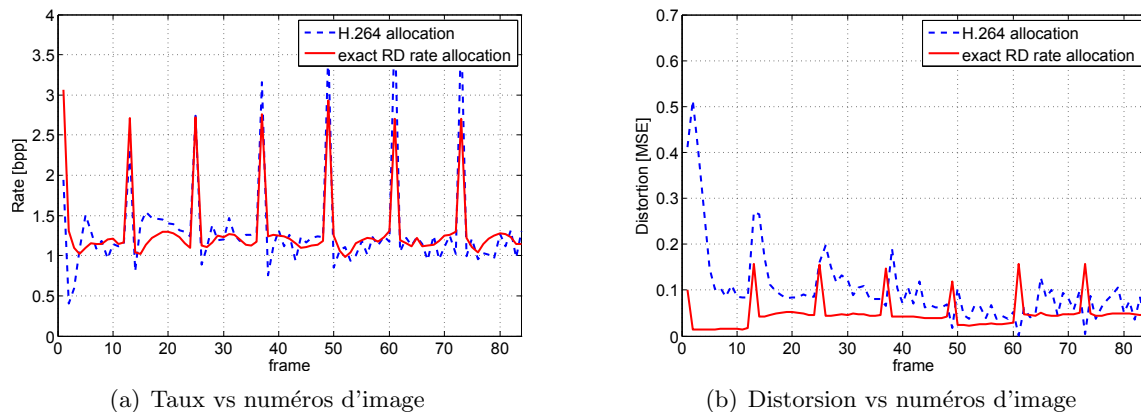 4
3.5
3
2.5
2
1.5
1
0.5
0
Rate [bpp]
0 10 20 30 40 50 60 70 80
frame
H.264 allocation
exact RD rate allocation
(a) Taux vs numéros d'image
0.7
0.6
0.5
0.4
0.3
0.2
0.1
0
Distortion [MSE]
0 10 20 30 40 50 60 70 80
frame
H.264 allocation
exact RD rate allocation
(b) Distorsion vs numéros d'image